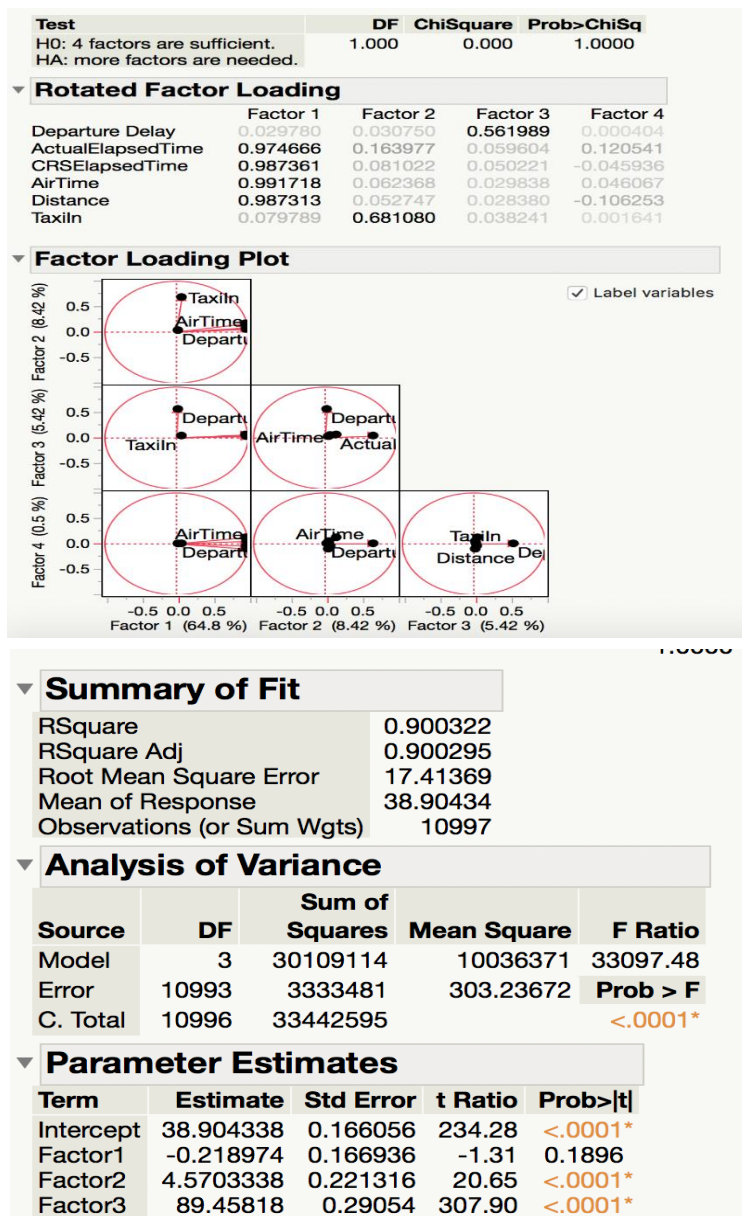 Test DF ChiSquare Prob>ChiSq
H0: 4 factors are sufficient. 1.000 0.000 1.0000
HA: more factors are needed.
Rotated Factor Loading
Factor 1 Factor 2 Factor 3 Factor 4
Departure Delay 0.029780 0.030750 0.561989 0.000404
ActualElapsedTime 0.974666 0.163977 0.059604 0.120541
CRSElapsedTime 0.987361 0.081022 0.050221 -0.045936
AirTime 0.991718 0.062368 0.029838 0.046067
Distance 0.987313 0.052747 0.028380 -0.106253
TaxiIn 0.079789 0.681080 0.038241 0.001641
Factor Loading Plot
Label variables
Factor 2 (8.42 %)
0.5
0.0
-0.5
TaxiIn
AirTime
Departu
Factor 3 (5.42 %)
0.5
0.0
-0.5
Departu
TaxiIn
Departu
AirTime
Actual
Factor 4 (0.5 %)
0.5
0.0
-0.5
AirTime
Departu
AirTime
Departu
TaxiIn
Distance
De
-0.5 0.0 0.5 -0.5 0.0 0.5 -0.5 0.0 0.5
Factor 1 (64.8 %) Factor 2 (8.42 %) Factor 3 (5.42 %)
Summary of Fit
RSquare 0.900322
RSquare Adj 0.900295
Root Mean Square Error 17.41369
Mean of Response 38.90434
Observations (or Sum Wgts) 10997
Analysis of Variance
Sum of
Source DF Squares Mean Square F Ratio
Model 3 30109114 10036371 33097.48
Error 10993 3333481 303.23672 Prob > F
C. Total 10996 33442595 <.0001*
Parameter Estimates
Term Estimate Std Error t Ratio Prob>|t|
Intercept 38.904338 0.166056 234.28 <.0001*
Factor1 -0.218974 0.166936 -1.31 0.1896
Factor2 4.5703338 0.221316 20.65 <.0001*
Factor3 89.45818 0.29054 307.90 <.0001*